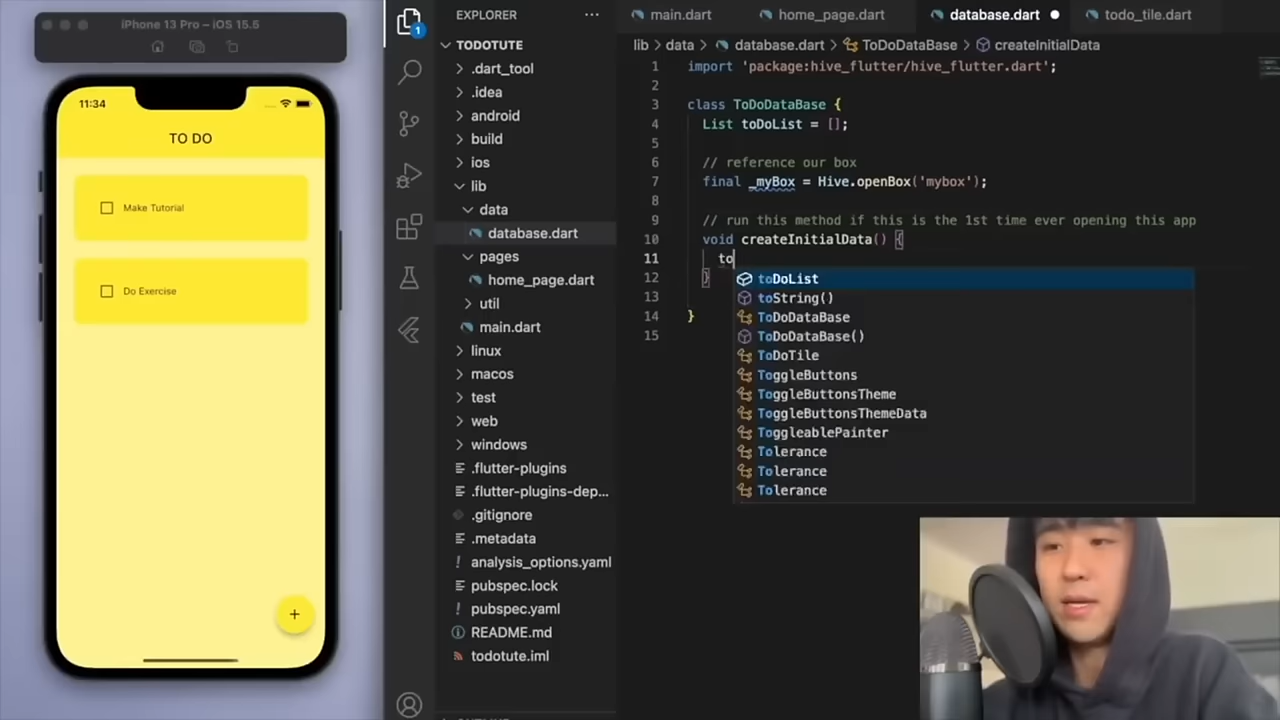 iPhone 13 Pro – iOS 15.5
11:34
TO DO
Make Tutorial
Do Exercise
+
1
EXPLORER
TODOTUTE
.dart_tool
.idea
android
build
ios
lib
data
database.dart
pages
home_page.dart
util
main.dart
linux
macos
test
web
windows
.flutter-plugins
.flutter-plugins-dep...
.gitignore
.metadata
analysis_options.yaml
pubspec.lock
pubspec.yaml
README.md
todotute.iml
main.dart home_page.dart database.dart todo_tile.dart
lib > data > database.dart > ToDoDataBase > createInitialData
1 import 'package:hive_flutter/hive_flutter.dart';
2
3 class ToDoDataBase {
4 List toDoList = [];
5
6 // reference our box
7 final _myBox = Hive.openBox('mybox');
8
9 // run this method if this is the 1st time ever opening this app
10 void createInitialData() {
11 to
12 }
13
14 }
15
toDoList
toString()
ToDoDataBase
ToDoDataBase()
ToDoTile
ToggleButtons
ToggleButtonsTheme
ToggleButtonsThemeData
ToggleablePainter
Tolerance
Tolerance
Tolerance